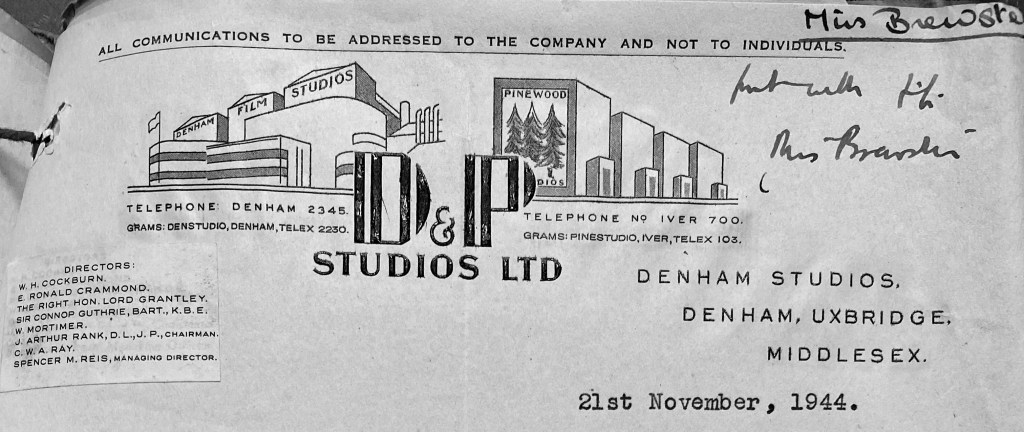 Miss Brewste
ALL COMMUNICATIONS TO BE ADDRESSED TO THE COMPANY AND NOT TO INDIVIDUALS.
Miss Brewster
DENHAM FILM STUDIOS
PINEWOOD
DIOS
TELEPHONE: DENHAM 2345.
GRAMS: DENSTUDIO, DENHAM, TELEX 2230.
D&P
STUDIOS LTD
TELEPHONE Nº IVER 700.
GRAMS: PINESTUDIO, IVER, TELEX 103.
DIRECTORS:
W. H. COCKBURN.
E. RONALD CRAMMOND.
THE RIGHT HON. LORD GRANTLEY.
SIR CONNOP GUTHRIE, BART., K.B.E.
W. MORTIMER.
J. ARTHUR RANK, D.L., J.P., CHAIRMAN.
C. W. A. RAY.
SPENCER M. REIS, MANAGING DIRECTOR.
DENHAM STUDIOS,
DENHAM, UXBRIDGE,
MIDDLESEX.
21st November, 1944.